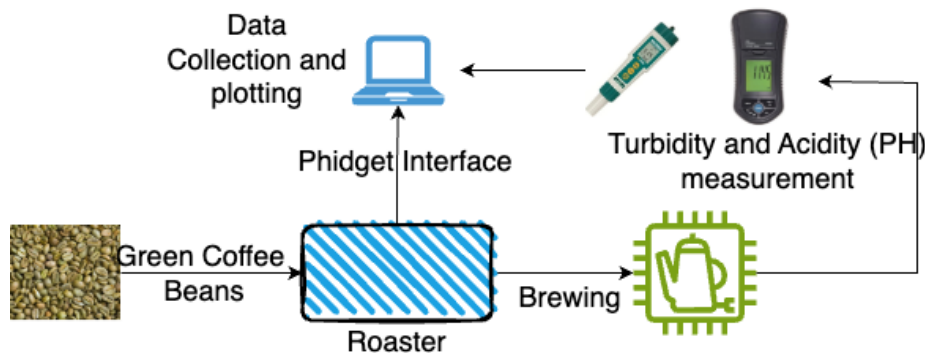 Data
Collection and
plotting
Phidget Interface
Turbidity and Acidity (PH)
measurement
Green Coffee
Beans
Roaster
Brewing